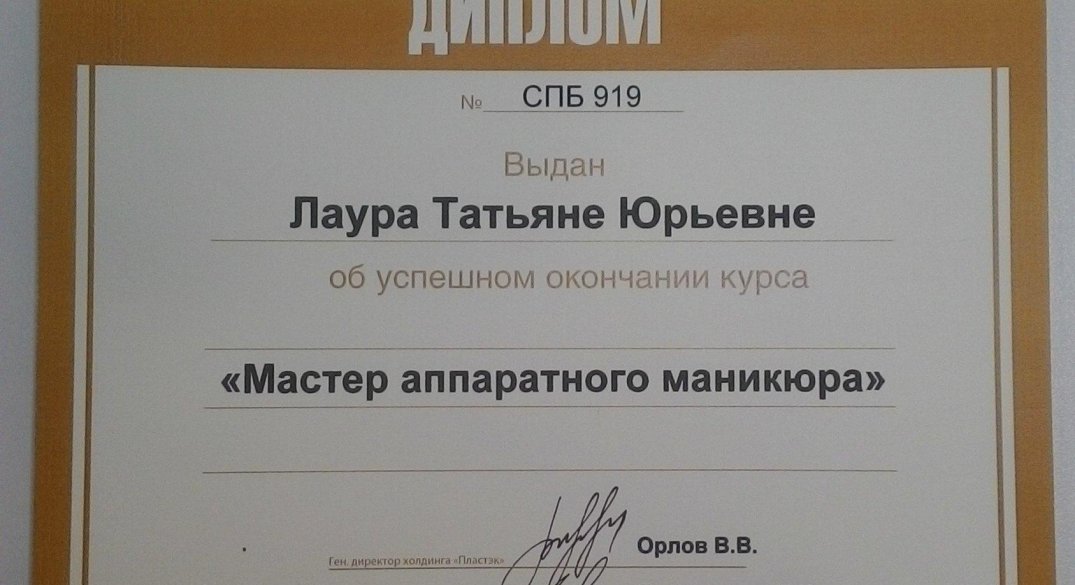 ДИПЛОМ
№ СПБ 919
Выдан
Лаура Татьяне Юрьевне
об успешном окончании курса
«Мастер аппаратного маникюра»
Ген. директор холдинга «Пластэк» Орлов В.В.